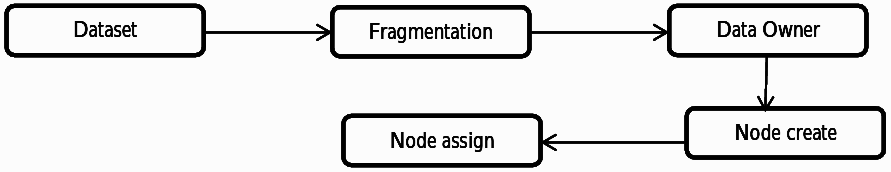 Dataset
Fragmentation
Data Owner
Node create
Node assign